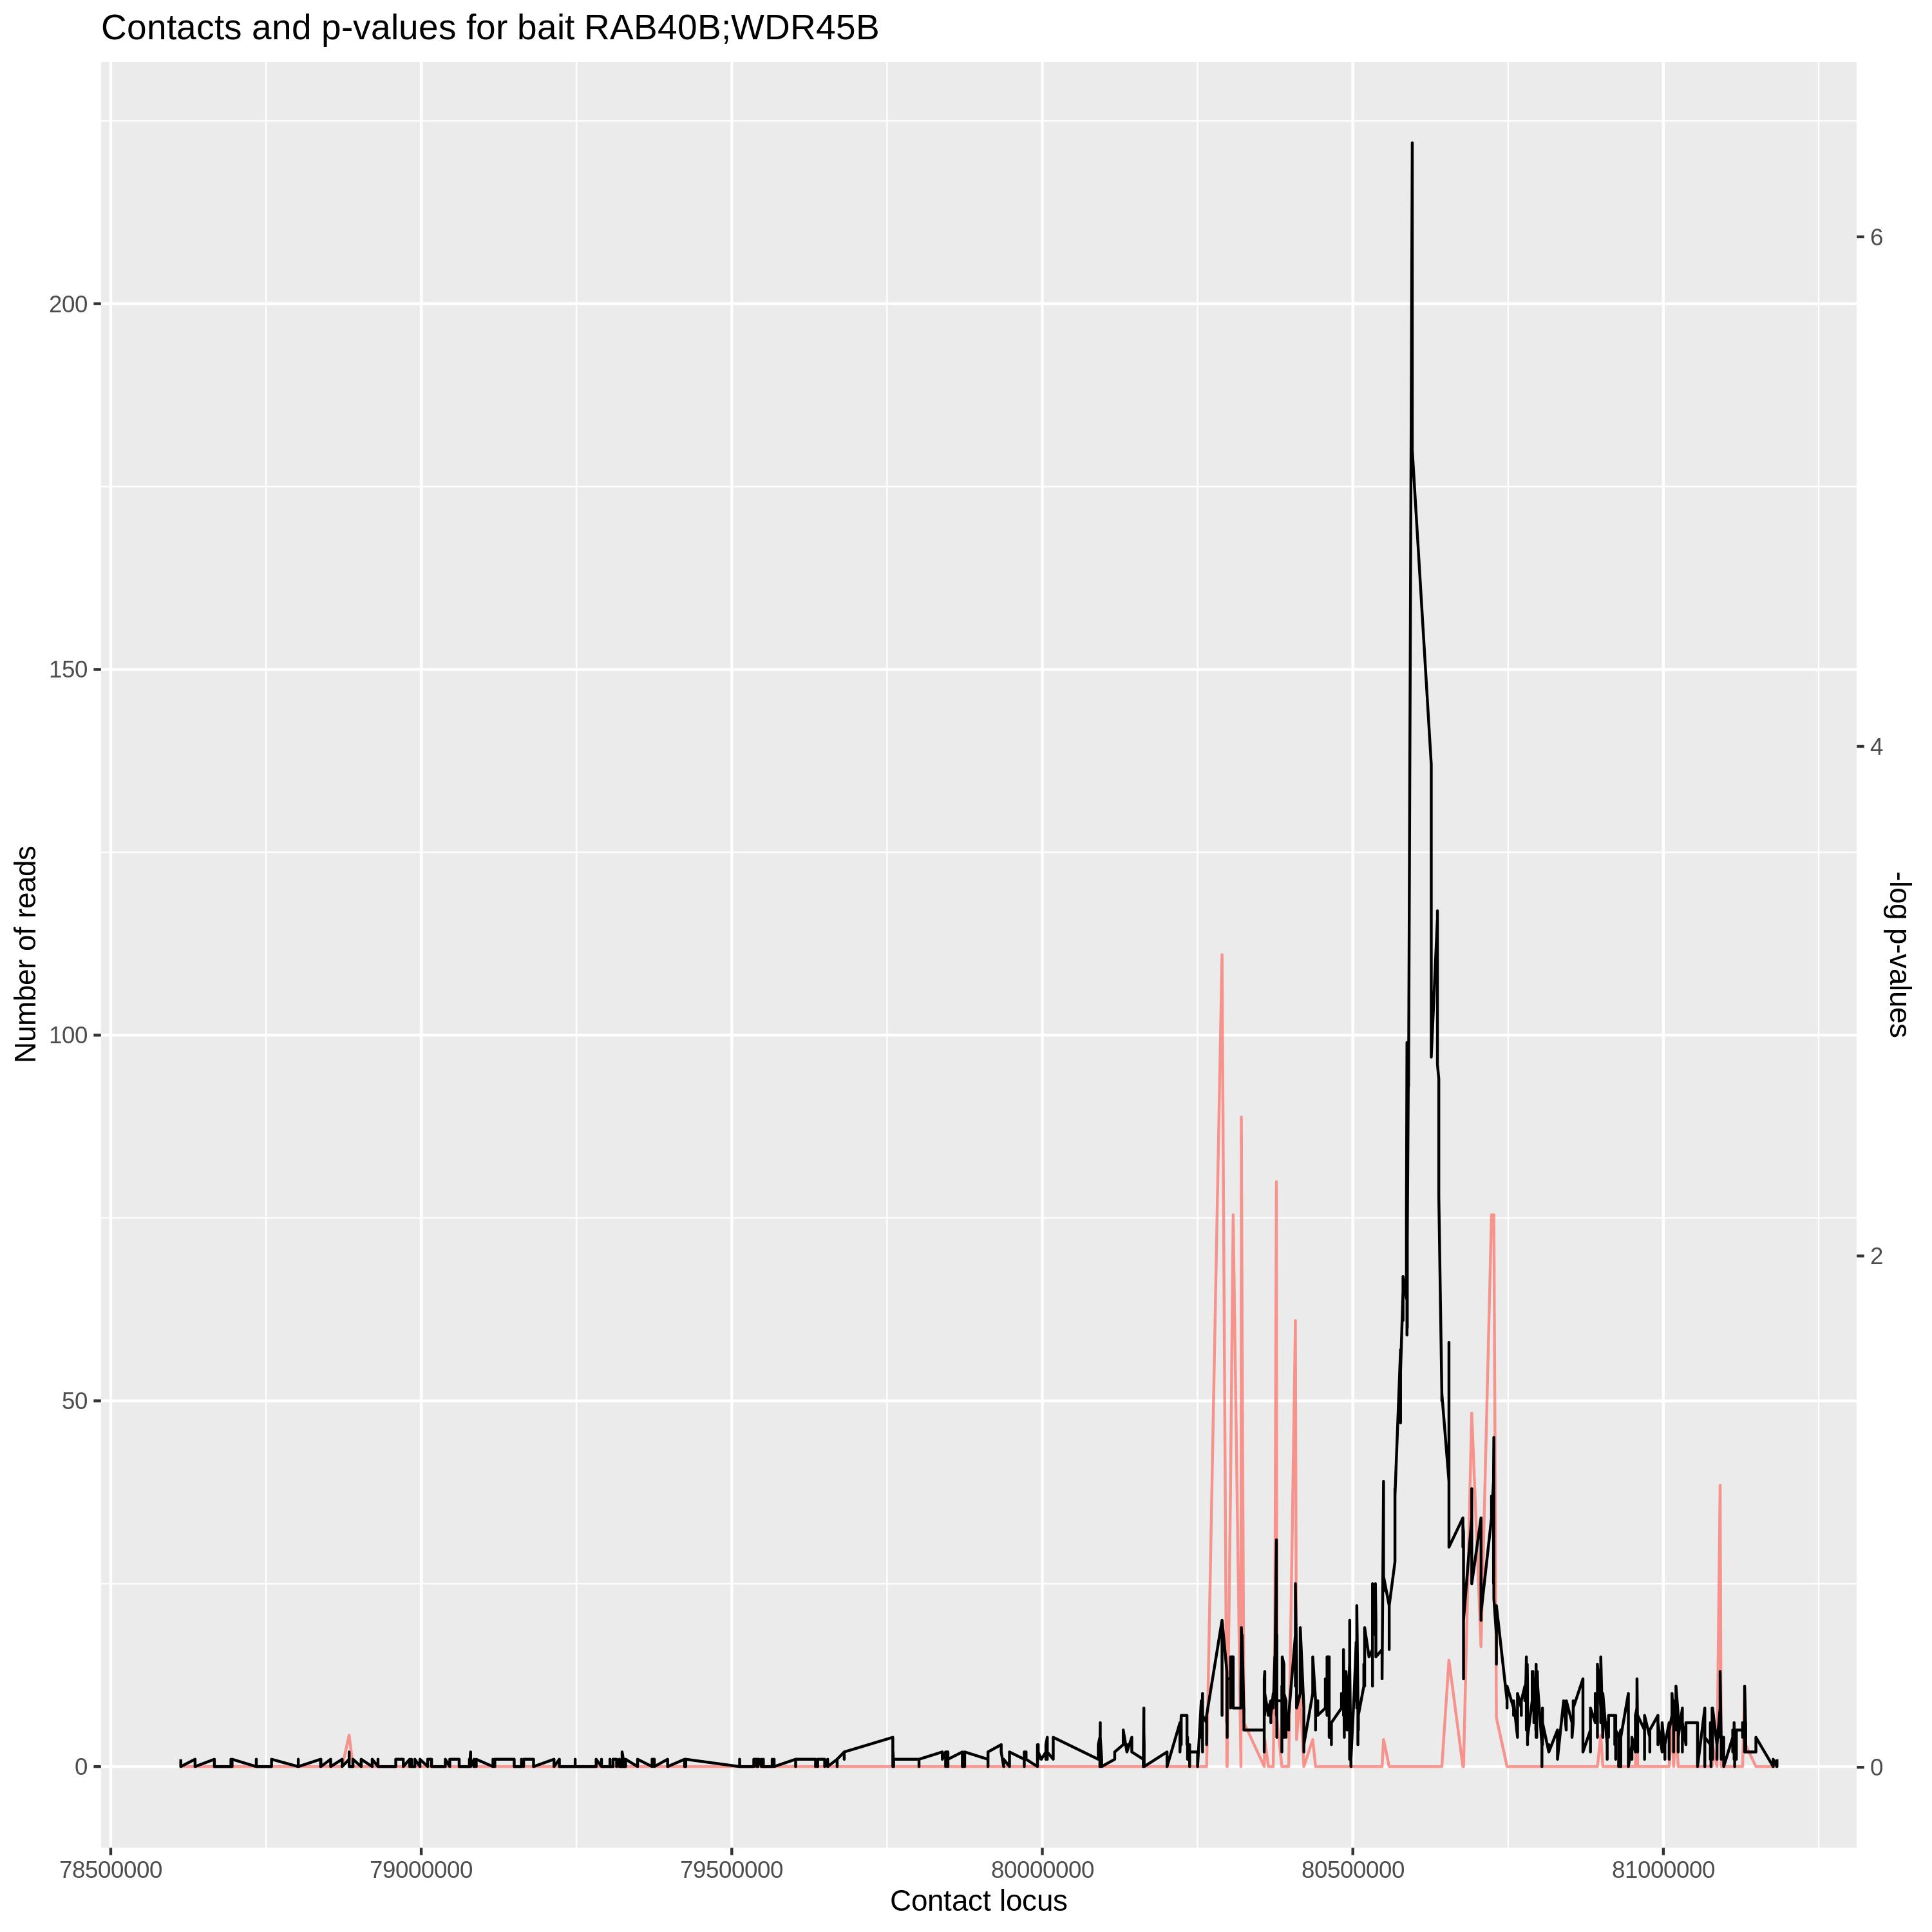 Contacts and p-values for bait RAB40B;WDR45B
Number of reads
200
150
100
50
0
6
4
2
0
-log p-values
78500000 79000000 79500000 80000000 80500000 81000000
Contact locus